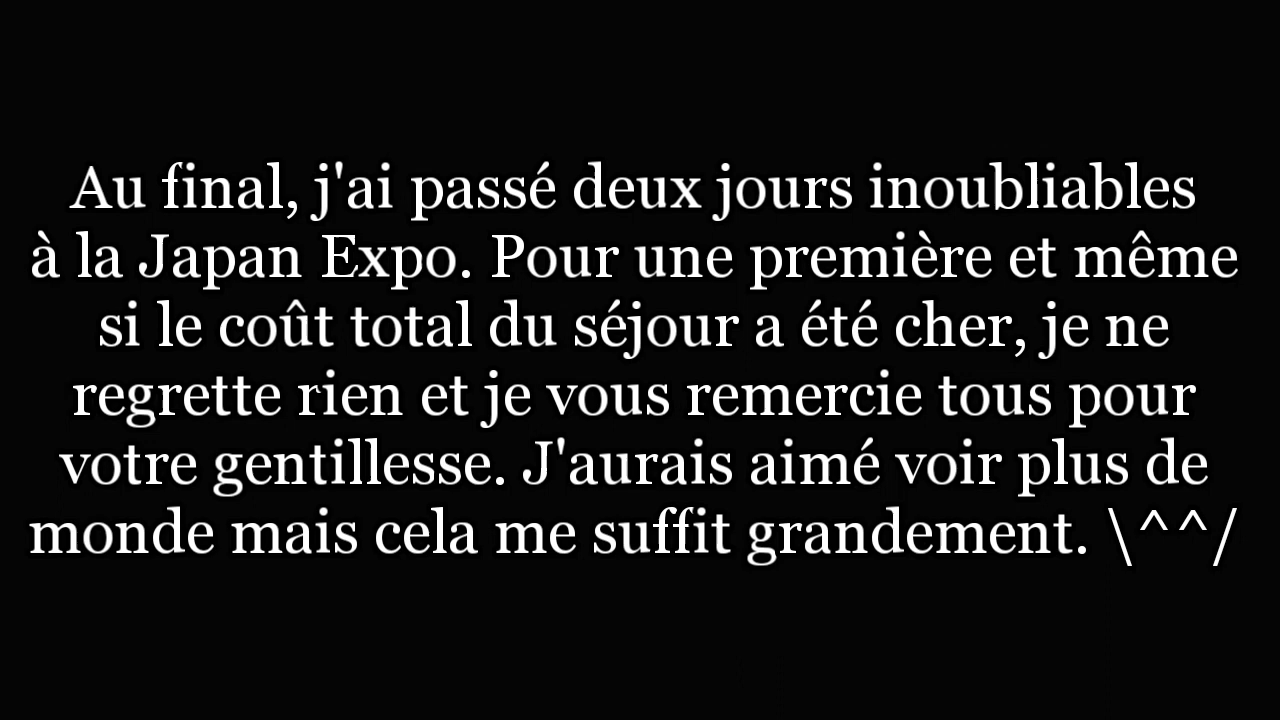 Au final, j'ai passé deux jours inoubliables
à la Japan Expo. Pour une première et même
si le coût total du séjour a été cher, je ne
regrette rien et je vous remercie tous pour
votre gentillesse. J'aurais aimé voir plus de
monde mais cela me suffit grandement. \^^/